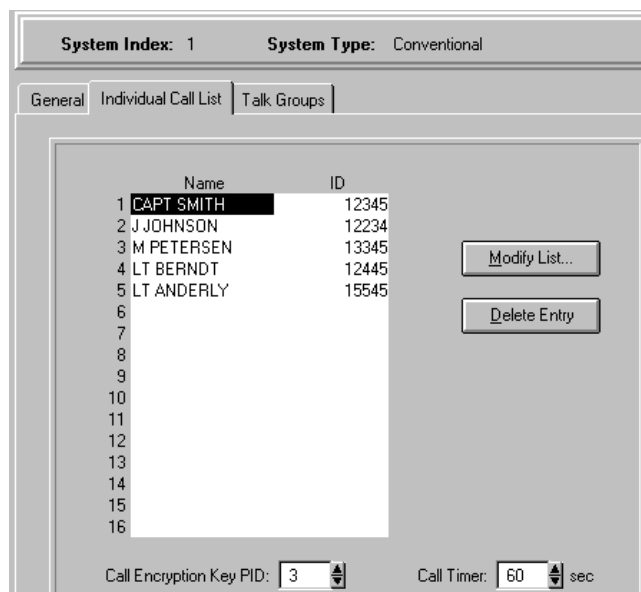 System Index: 1 System Type: Conventional
General Individual Call List Talk Groups
Name ID
1 CAPT SMITH 12345
2 J JOHNSON 12234
3 M PETERSEN 13345
4 LT BERNDT 12445
5 LT ANDERLY 15545
6
7
8
9
10
11
12
13
14
15
16
Modify List...
Delete Entry
Call Encryption Key PID: 3 Call Timer: 60 sec